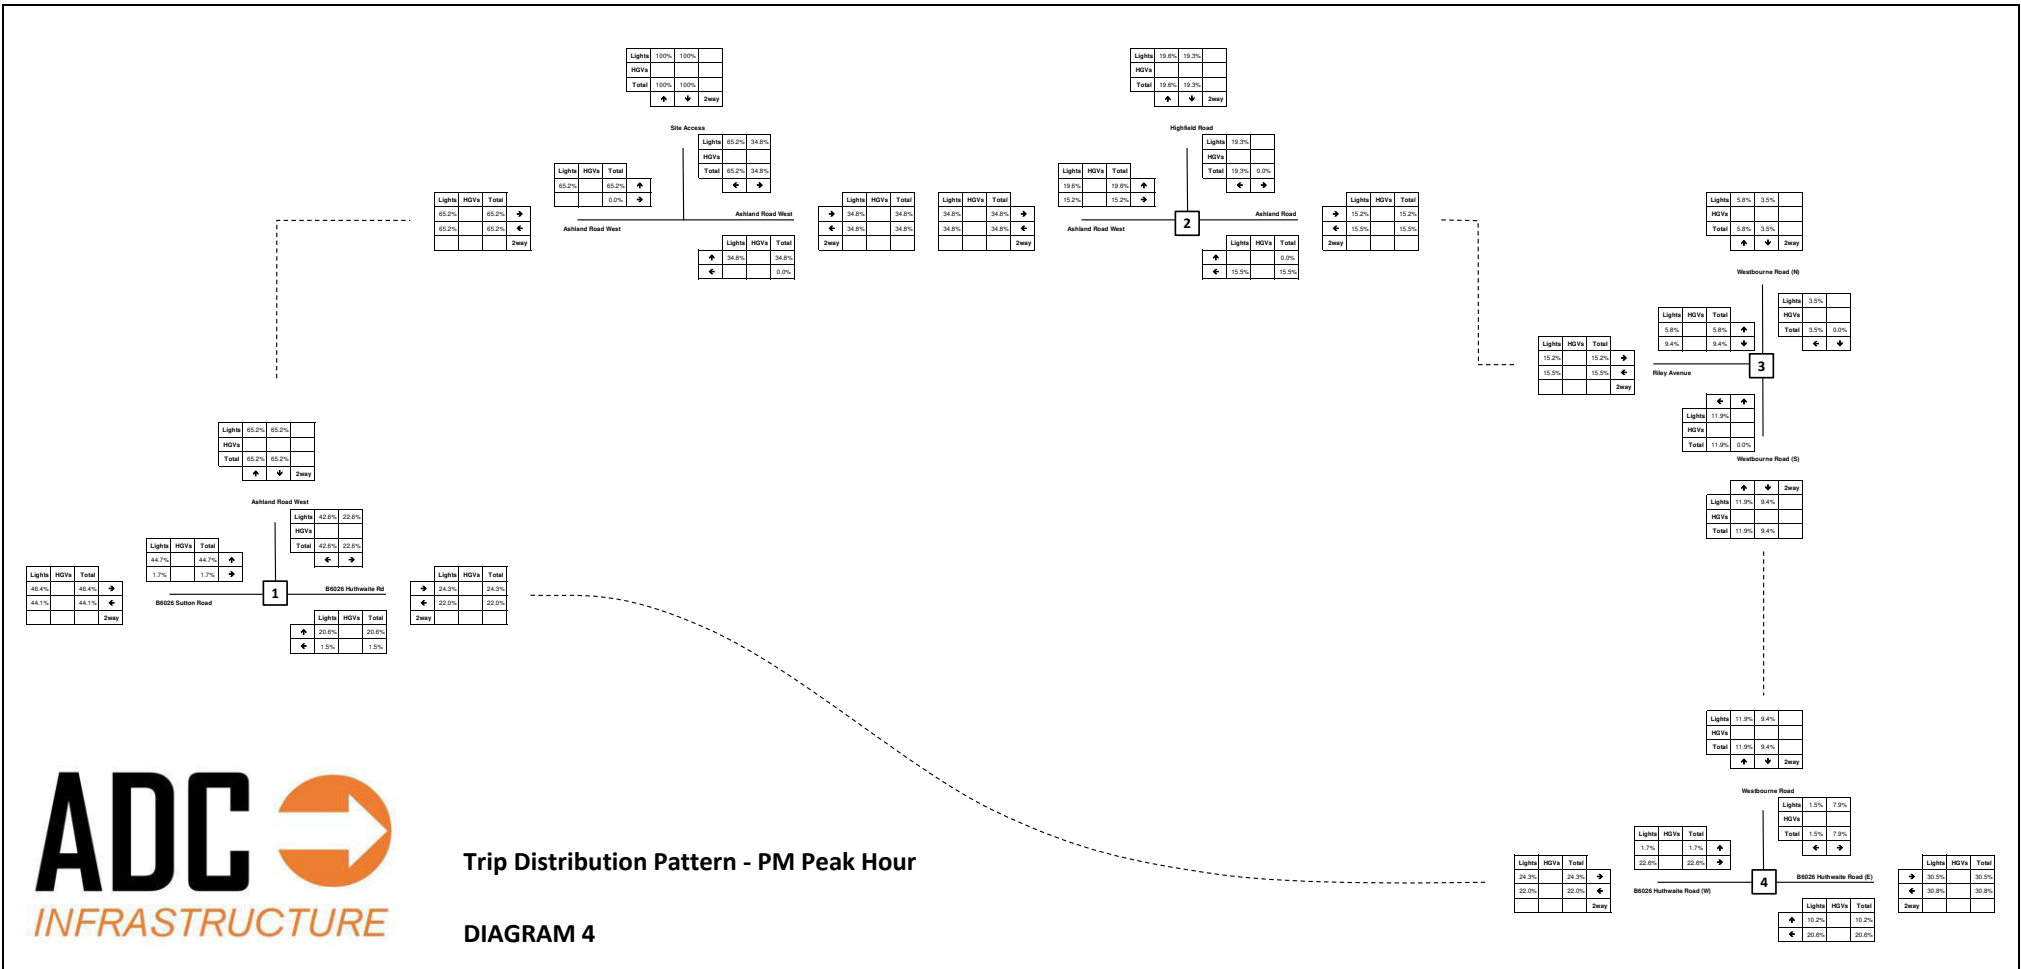 Lights 100% 100%
HGVs
Total 100% 100%
↑ ↓ 2way
Site Access
Lights 65.2% 34.8%
HGVs
Total 65.2% 34.8%
← →
Lights HGVs Total
65.2% 65.2% ↑
0.0% →
Lights HGVs Total
65.2% 65.2% →
65.2% 65.2% ←
2way
Ashland Road West
Ashland Road West
Lights HGVs Total
↑ 34.8% 34.8%
← 0.0%
Lights HGVs Total
→ 34.8% 34.8%
← 34.8% 34.8%
2way
Lights 19.6% 19.3%
HGVs
Total 19.6% 19.3%
↑ ↓ 2way
Highfield Road
Lights 19.3%
HGVs
Total 19.3% 0.0%
← →
Lights HGVs Total
19.6% 19.6% ↑
15.2% 15.2% →
Lights HGVs Total
34.8% 34.8% →
34.8% 34.8% ←
2way
Ashland Road
Ashland Road West
2
Lights HGVs Total
↑ 0.0%
← 15.5% 15.5%
Lights HGVs Total
→ 15.2% 15.2%
← 15.5% 15.5%
2way
Lights 5.8% 3.5%
HGVs
Total 5.8% 3.5%
↑ ↓ 2way
Westbourne Road (N)
Lights 3.5%
HGVs
Total 3.5% 0.0%
← ↓
Lights HGVs Total
5.8% 5.8% ↑
9.4% 9.4% ↓
Lights HGVs Total
15.2% 15.2% →
15.5% 15.5% ←
2way
Riley Avenue
3
← ↑
Lights 11.9%
HGVs
Total 11.9% 0.0%
Westbourne Road (S)
↑ ↓ 2way
Lights 11.9% 9.4%
HGVs
Total 11.9% 9.4%
Lights 65.2% 65.2%
HGVs
Total 65.2% 65.2%
↑ ↓ 2way
Ashland Road West
Lights 42.6% 22.6%
HGVs
Total 42.6% 22.6%
← →
Lights HGVs Total
44.7% 44.7% ↑
1.7% 1.7% →
Lights HGVs Total
46.4% 46.4% →
44.1% 44.1% ←
2way
B6026 Sutton Road
1
B6026 Huthwaite Rd
Lights HGVs Total
↑ 20.6% 20.6%
← 1.5% 1.5%
Lights HGVs Total
→ 24.3% 24.3%
← 22.0% 22.0%
2way
Lights 11.9% 9.4%
HGVs
Total 11.9% 9.4%
↑ ↓ 2way
Westbourne Road
Lights 1.5% 7.9%
HGVs
Total 1.5% 7.9%
← →
Lights HGVs Total
1.7% 1.7% ↑
22.6% 22.6% →
Lights HGVs Total
24.3% 24.3% →
22.0% 22.0% ←
2way
B6026 Huthwaite Road (W)
4
B6026 Huthwaite Road (E)
Lights HGVs Total
↑ 10.2% 10.2%
← 20.6% 20.6%
Lights HGVs Total
→ 30.5% 30.5%
← 30.8% 30.8%
2way
ADC
INFRASTRUCTURE
Trip Distribution Pattern - PM Peak Hour
DIAGRAM 4